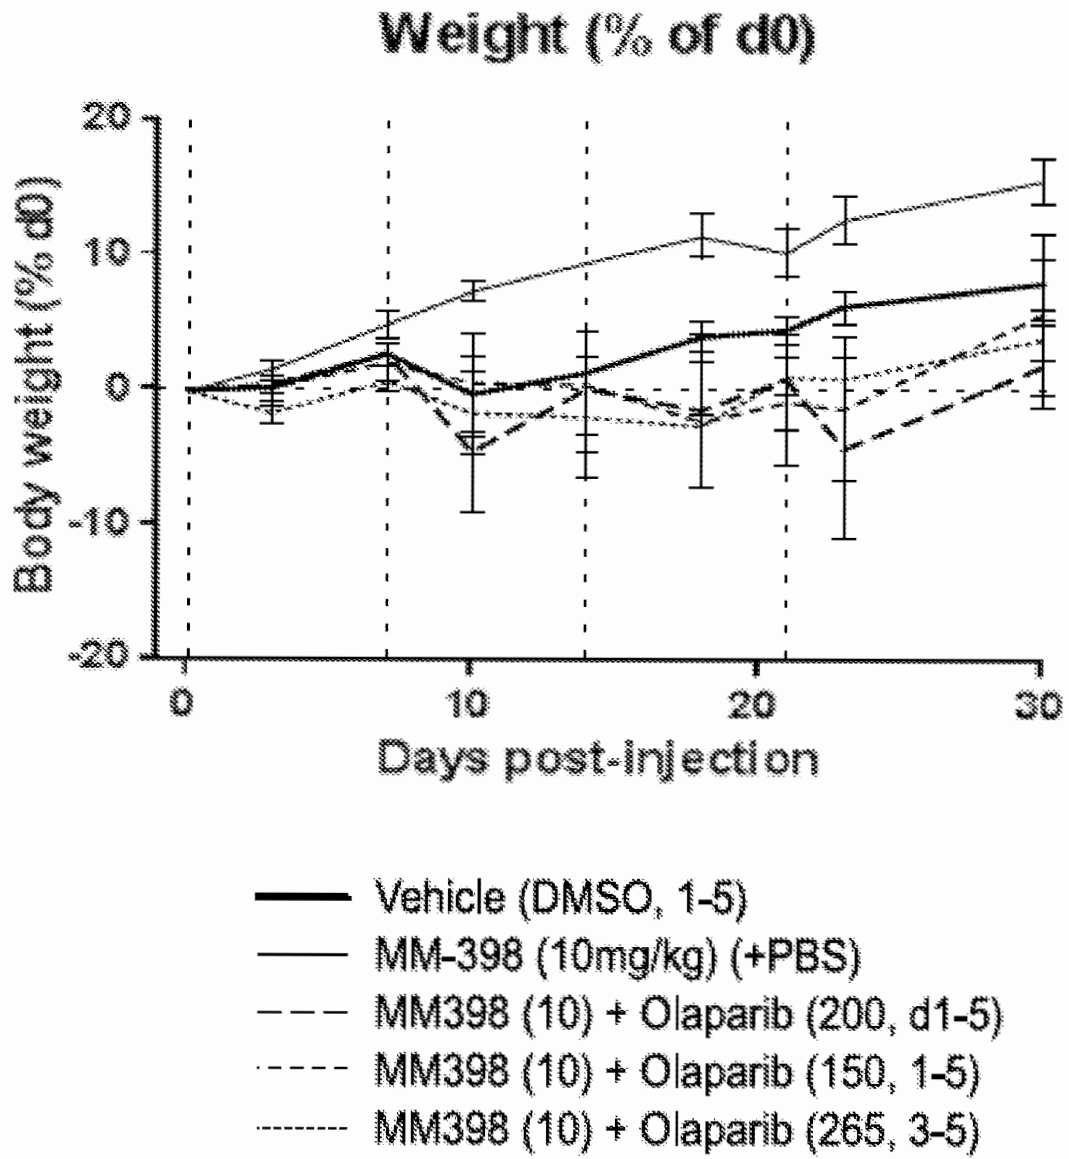 Weight (% of d0)
20
10
0
-10
-20
Body weight (% d0)
0
10
20
30
Days post-injection
Vehicle (DMSO, 1-5)
MM-398 (10mg/kg) (+PBS)
MM398 (10) + Olaparib (200, d1-5)
MM398 (10) + Olaparib (150, 1-5)
MM398 (10) + Olaparib (265, 3-5)